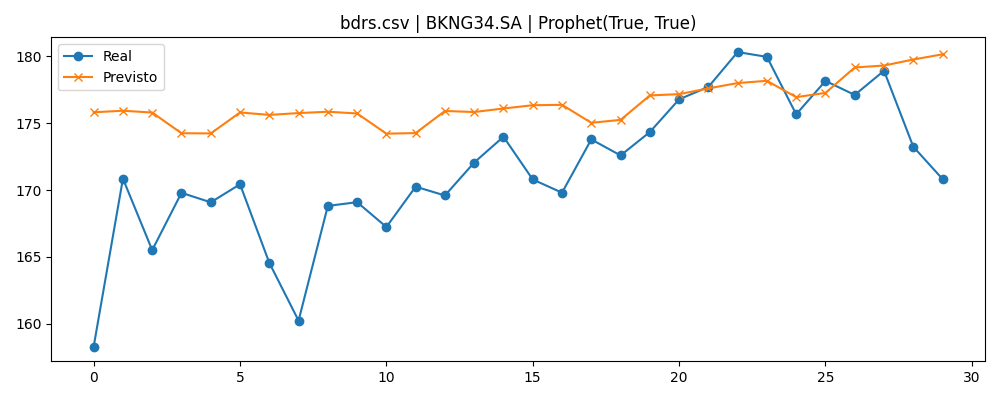 bdrs.csv | BKNG34.SA | Prophet(True, True)
Real
Previsto
180
175
170
165
160
0 5 10 15 20 25 30